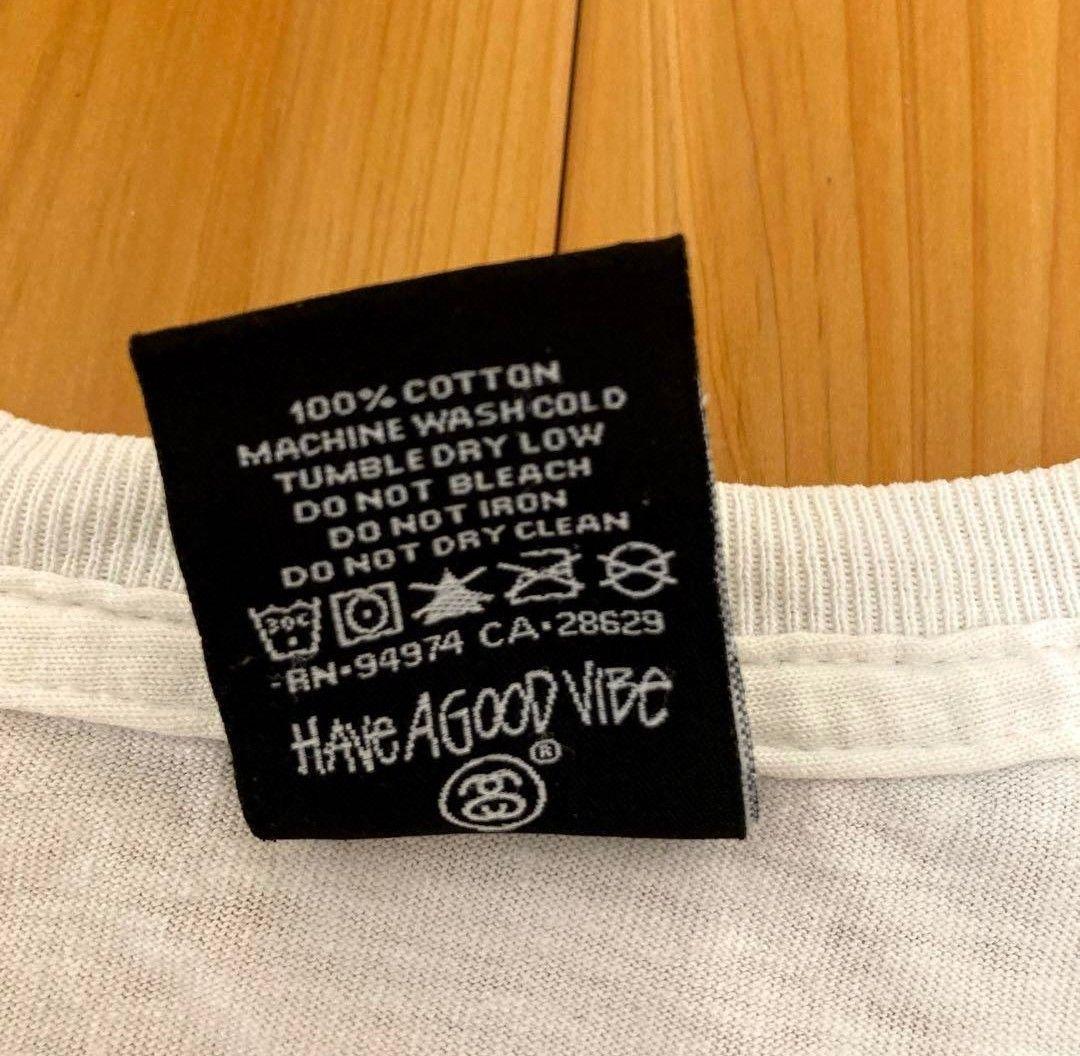 100% COTTON
MACHINE WASH COLD
TUMBLE DRY LOW
DO NOT BLEACH
DO NOT IRON
DO NOT DRY CLEAN
30C
RN·94974 CA·28629
HAVE A GOOD VIBE
®